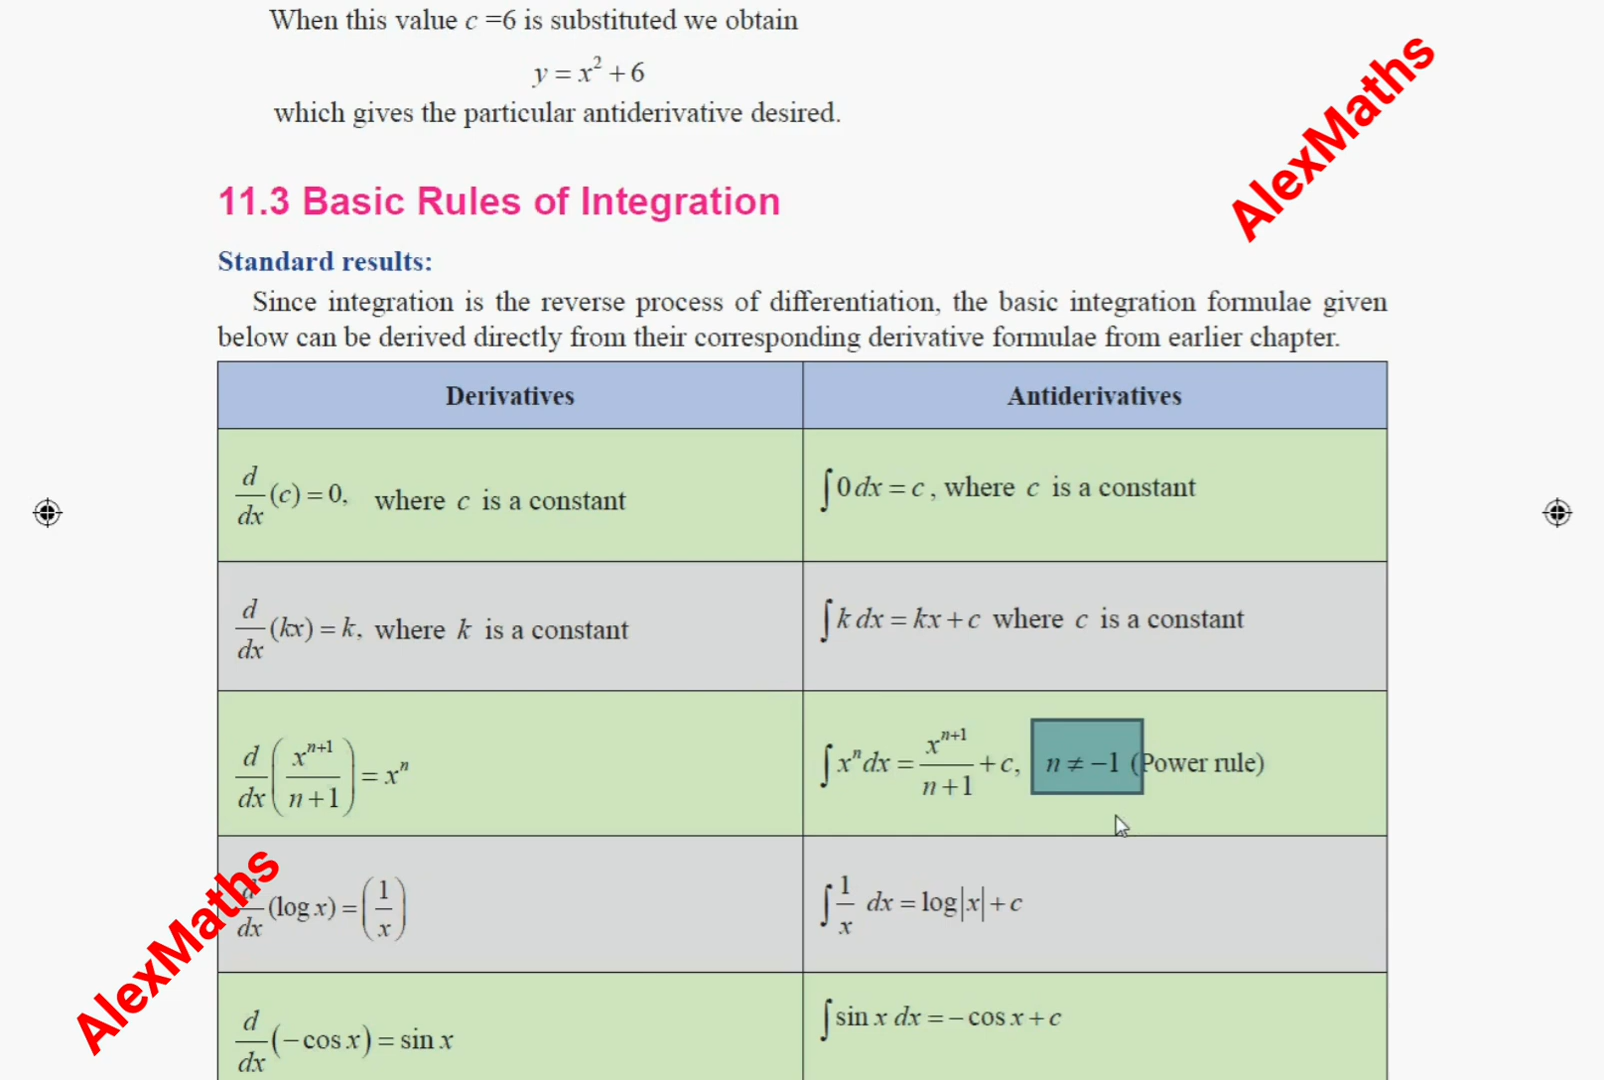 When this value c =6 is substituted we obtain
y = x² + 6
which gives the particular antiderivative desired.
AlexMaths
11.3 Basic Rules of Integration
Standard results:
Since integration is the reverse process of differentiation, the basic integration formulae given
below can be derived directly from their corresponding derivative formulae from earlier chapter.
Derivatives Antiderivatives
d/dx (c) = 0, where c is a constant ∫ 0 dx = c , where c is a constant
d/dx (kx) = k, where k is a constant ∫ k dx = kx + c where c is a constant
d/dx (xⁿ⁺¹/(n+1)) = xⁿ ∫ xⁿ dx = xⁿ⁺¹/(n+1) + c, n ≠ −1 (Power rule)
d/dx (log x) = (1/x) ∫ 1/x dx = log|x| + c
AlexMaths
d/dx (− cos x) = sin x ∫ sin x dx = − cos x + c